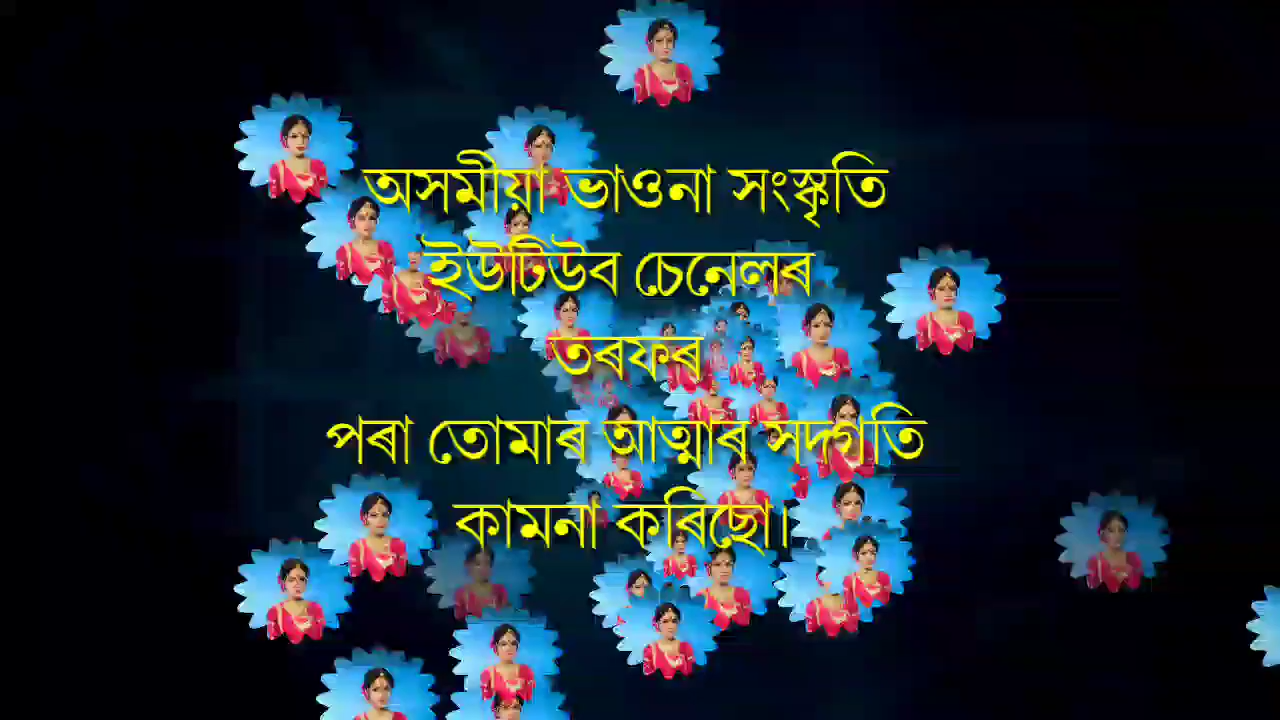 অসমীয়া ভাওনা সংস্কৃতি
ইউটিউব চেনেলৰ
তৰফৰ
পৰা তোমাৰ আত্মাৰ সদগতি
কামনা কৰিছো।